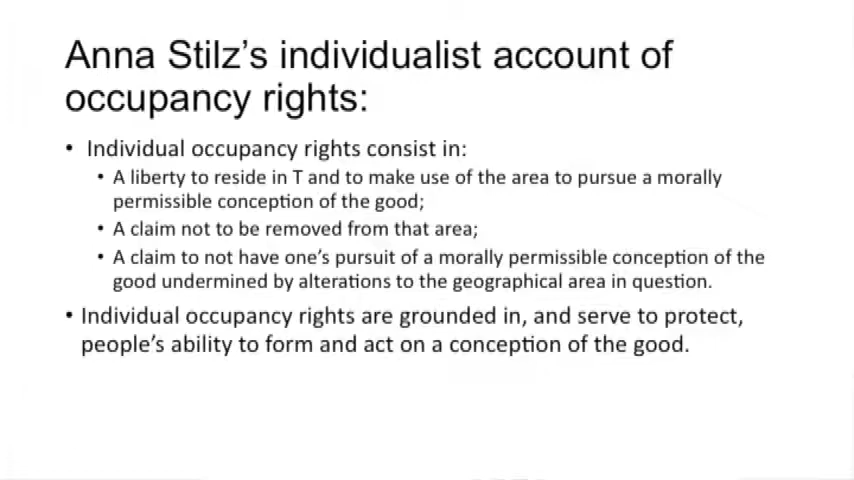 Anna Stilz's individualist account of
occupancy rights:
• Individual occupancy rights consist in:
• A liberty to reside in T and to make use of the area to pursue a morally
permissible conception of the good;
• A claim not to be removed from that area;
• A claim to not have one's pursuit of a morally permissible conception of the
good undermined by alterations to the geographical area in question.
• Individual occupancy rights are grounded in, and serve to protect,
people's ability to form and act on a conception of the good.